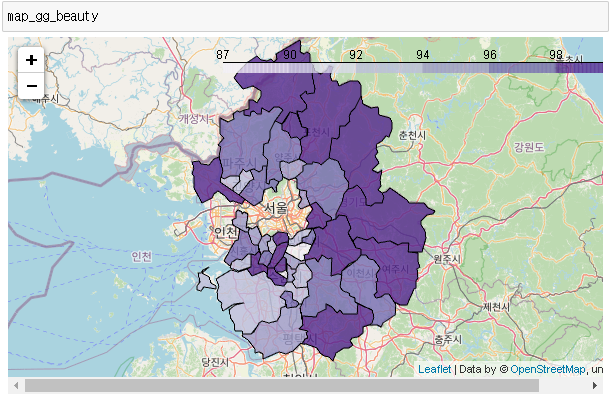 map_gg_beauty
+
−
87 90 92 94 96 98
해주시
개성시
춘천시
강원도
파주시
서울
인천
인천
원주시
여주시
이천시
제천시
평택시
충주시
당진시
Leaflet | Data by © OpenStreetMap, un